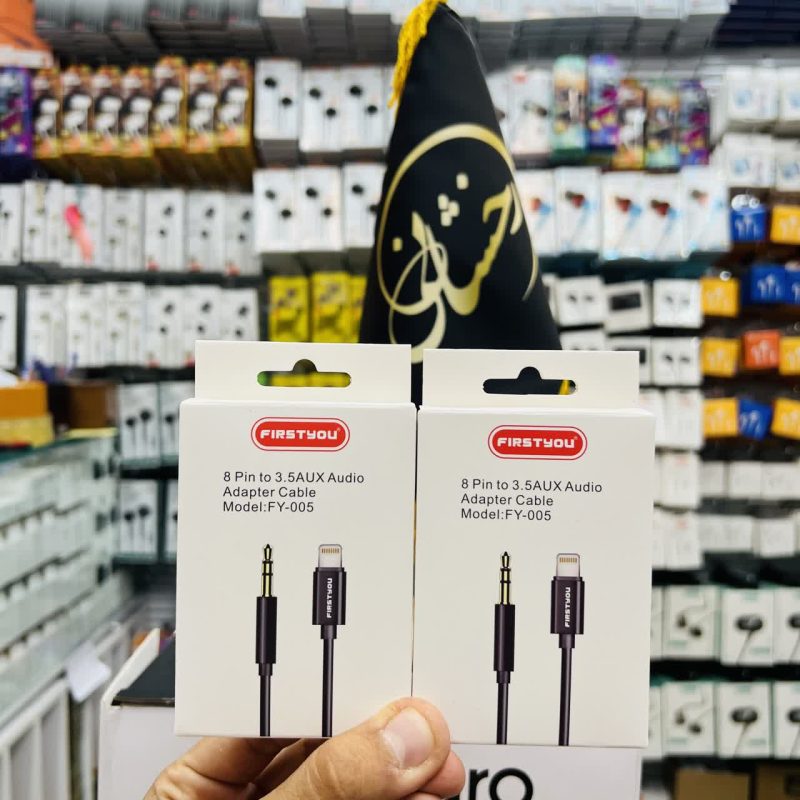 FIRSTYOU
8 Pin to 3.5AUX Audio
Adapter Cable
Model:FY-005
FIRSTYOU
FIRSTYOU
8 Pin to 3.5AUX Audio
Adapter Cable
Model:FY-005
FIRSTYOU